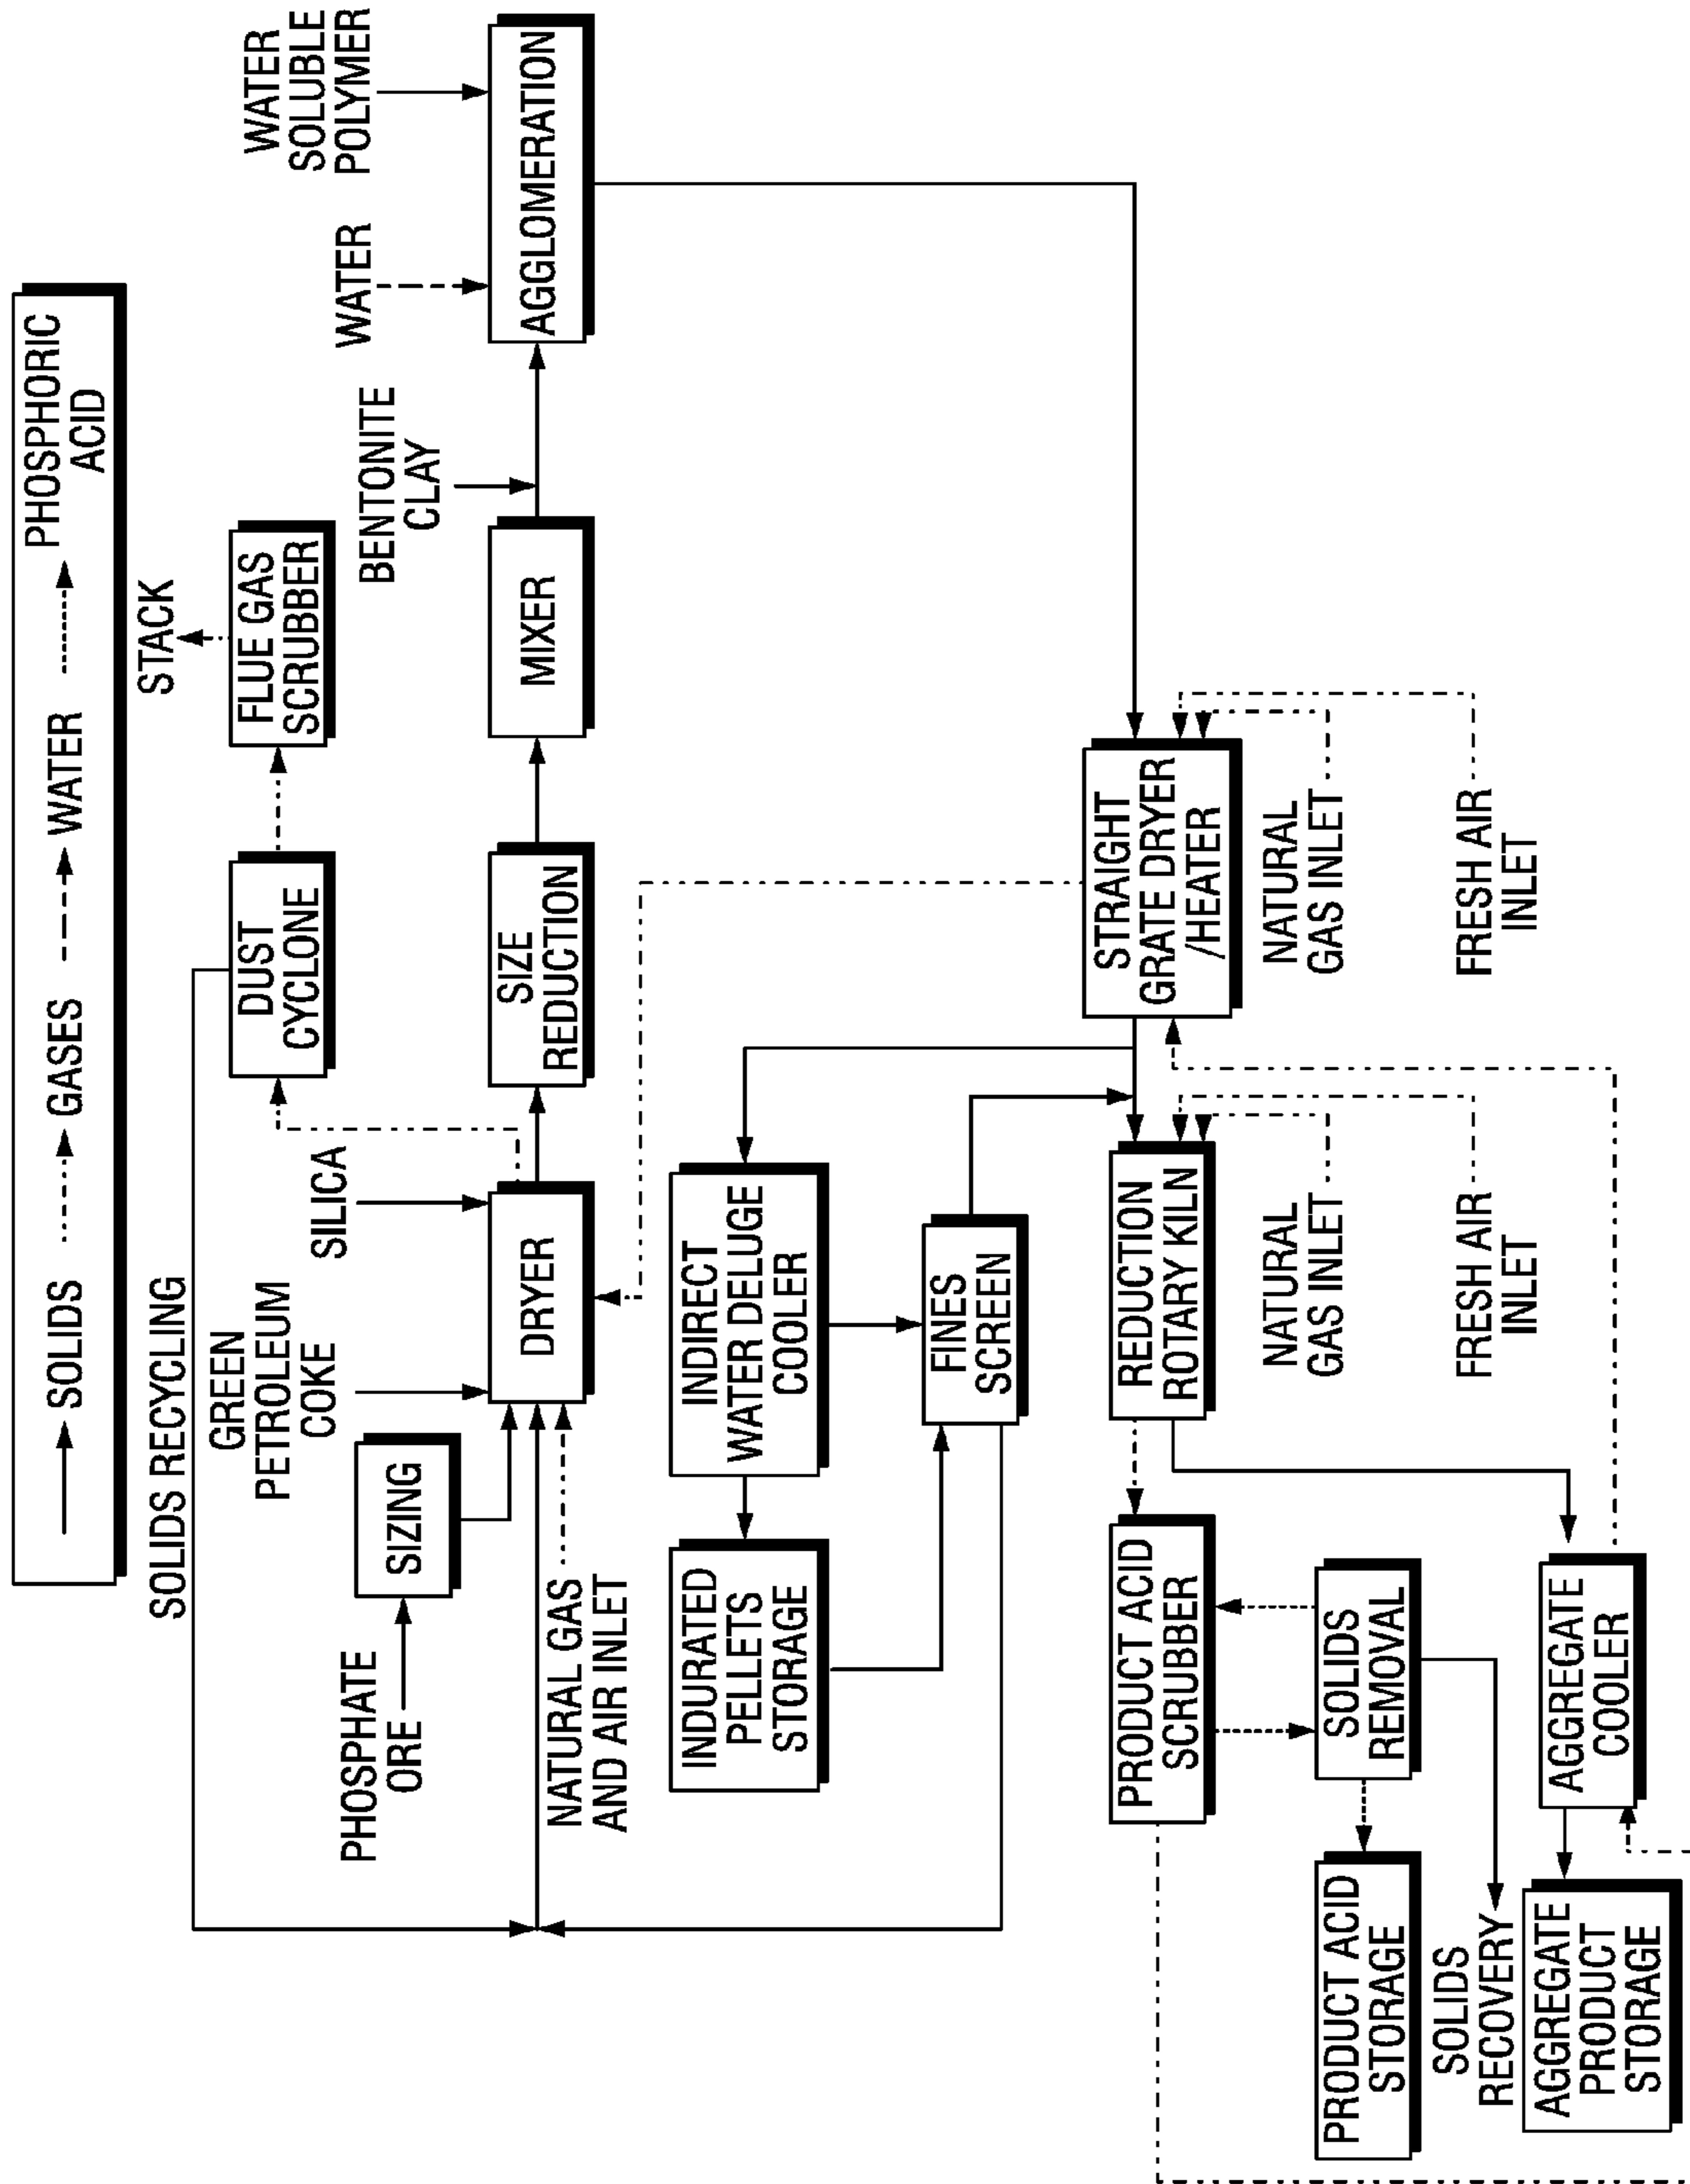 SOLIDS
GASES
WATER
PHOSPHORIC
ACID
STACK
SOLIDS RECYCLING
DUST
CYCLONE
FLUE GAS
SCRUBBER
GREEN
PETROLEUM
COKE
SILICA
WATER
SOLUBLE
POLYMER
PHOSPHATE
ORE
SIZING
BENTONITE
CLAY
WATER
DRYER
SIZE
REDUCTION
MIXER
AGGLOMERATION
NATURAL GAS
AND AIR INLET
INDURATED
PELLETS
STORAGE
INDIRECT
WATER DELUGE
COOLER
FINES
SCREEN
PRODUCT ACID
SCRUBBER
REDUCTION
ROTARY KILN
STRAIGHT
GRATE DRYER
/HEATER
NATURAL
GAS INLET
NATURAL
GAS INLET
PRODUCT ACID
STORAGE
SOLIDS
REMOVAL
SOLIDS
RECOVERY
FRESH AIR
INLET
FRESH AIR
INLET
AGGREGATE
PRODUCT
STORAGE
AGGREGATE
COOLER